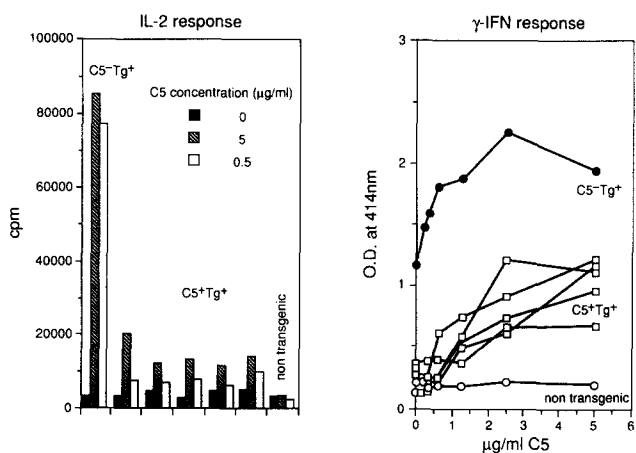 IL-2 response
100000
80000
60000
40000
20000
0
cpm
C5⁻Tg⁺
C5 concentration (µg/ml)
0
5
0.5
C5⁺Tg⁺
non transgenic
γ-IFN response
3
2
1
0
O.D. at 414nm
C5⁻Tg⁺
C5⁺Tg⁺
non transgenic
0 1 2 3 4 5 6
µg/ml C5